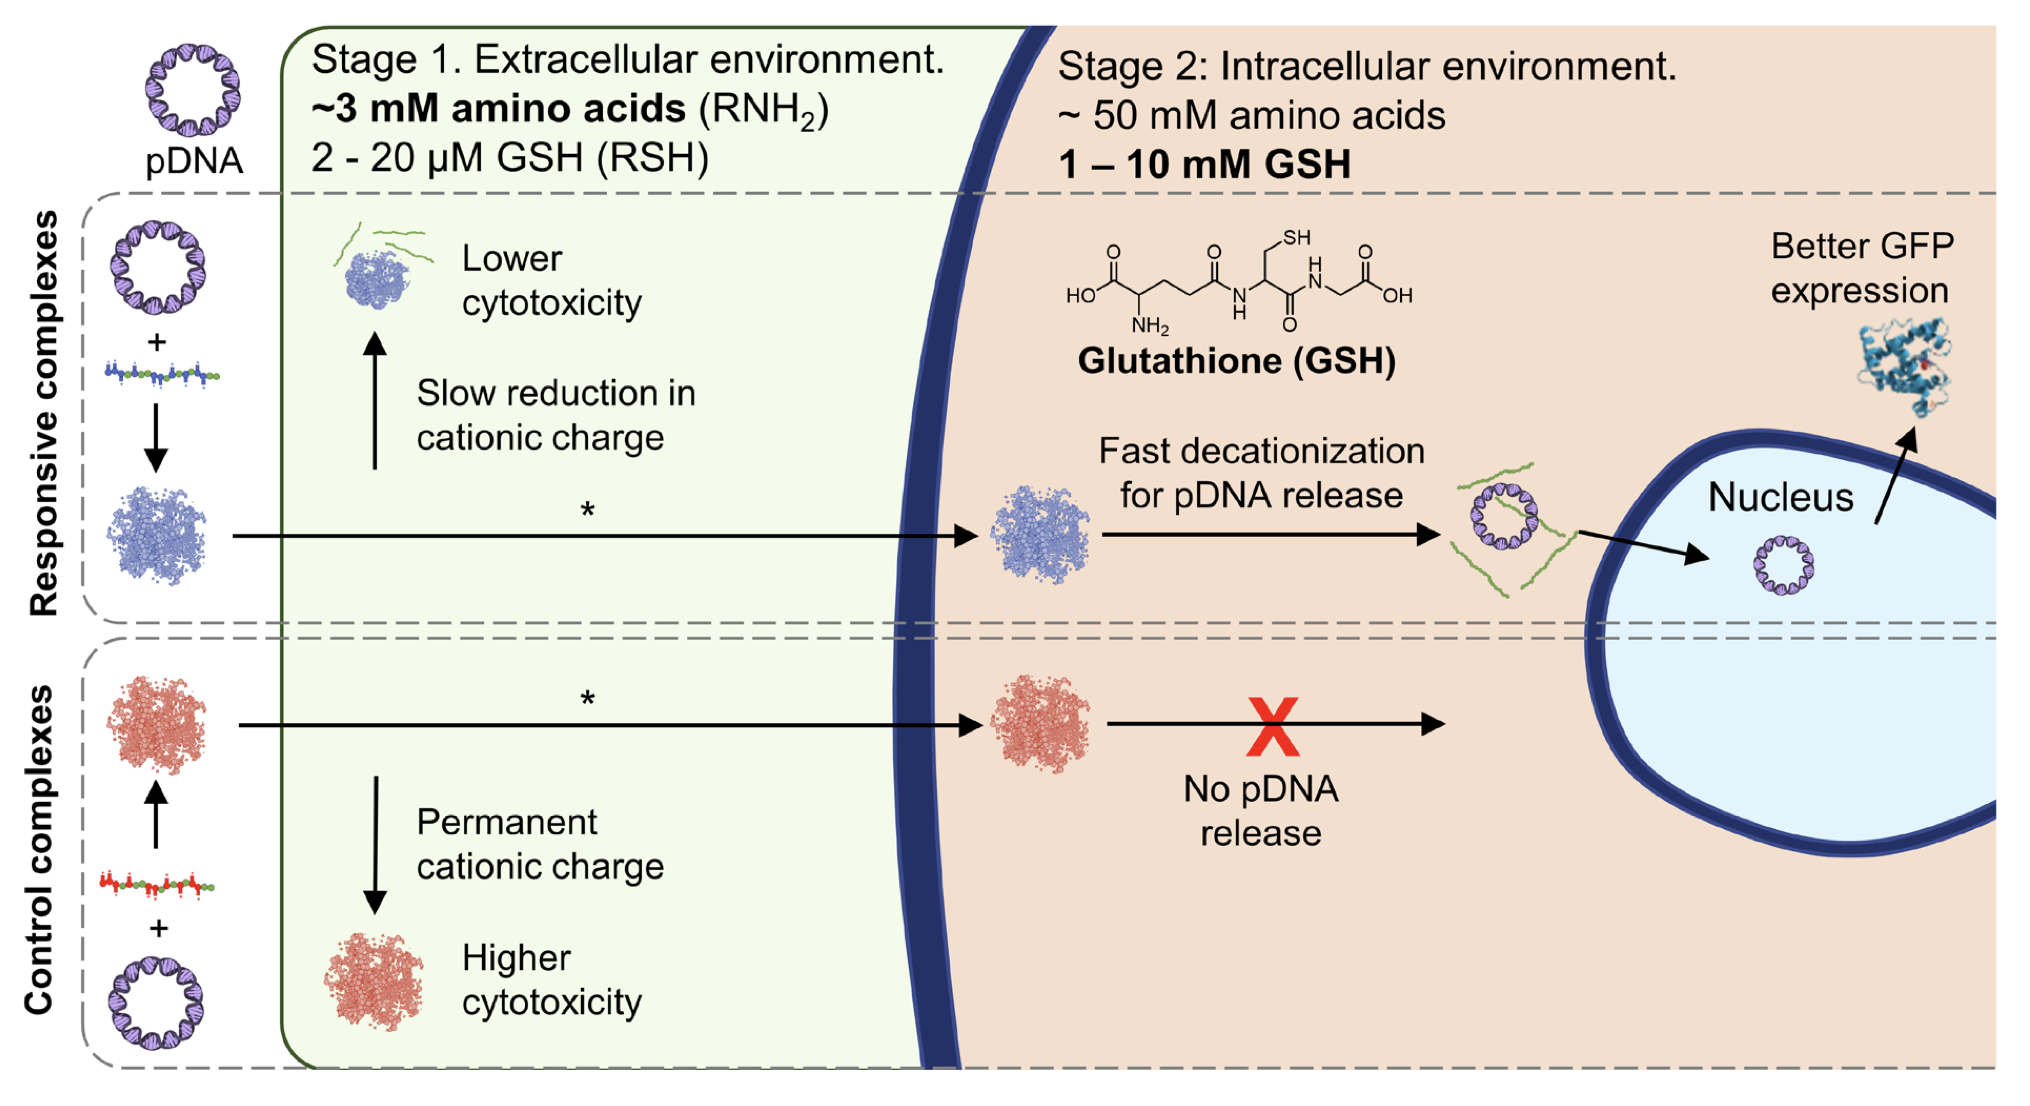 pDNA
Stage 1. Extracellular environment.
~3 mM amino acids (RNH₂)
2 - 20 µM GSH (RSH)
Stage 2: Intracellular environment.
~ 50 mM amino acids
1 – 10 mM GSH
Responsive complexes
+
Lower
cytotoxicity
Slow reduction in
cationic charge
*
O
HO
NH₂
O
N
H
SH
O
H
N
O
OH
Glutathione (GSH)
Fast decationization
for pDNA release
Better GFP
expression
Nucleus
Control complexes
+
*
Permanent
cationic charge
Higher
cytotoxicity
X
No pDNA
release